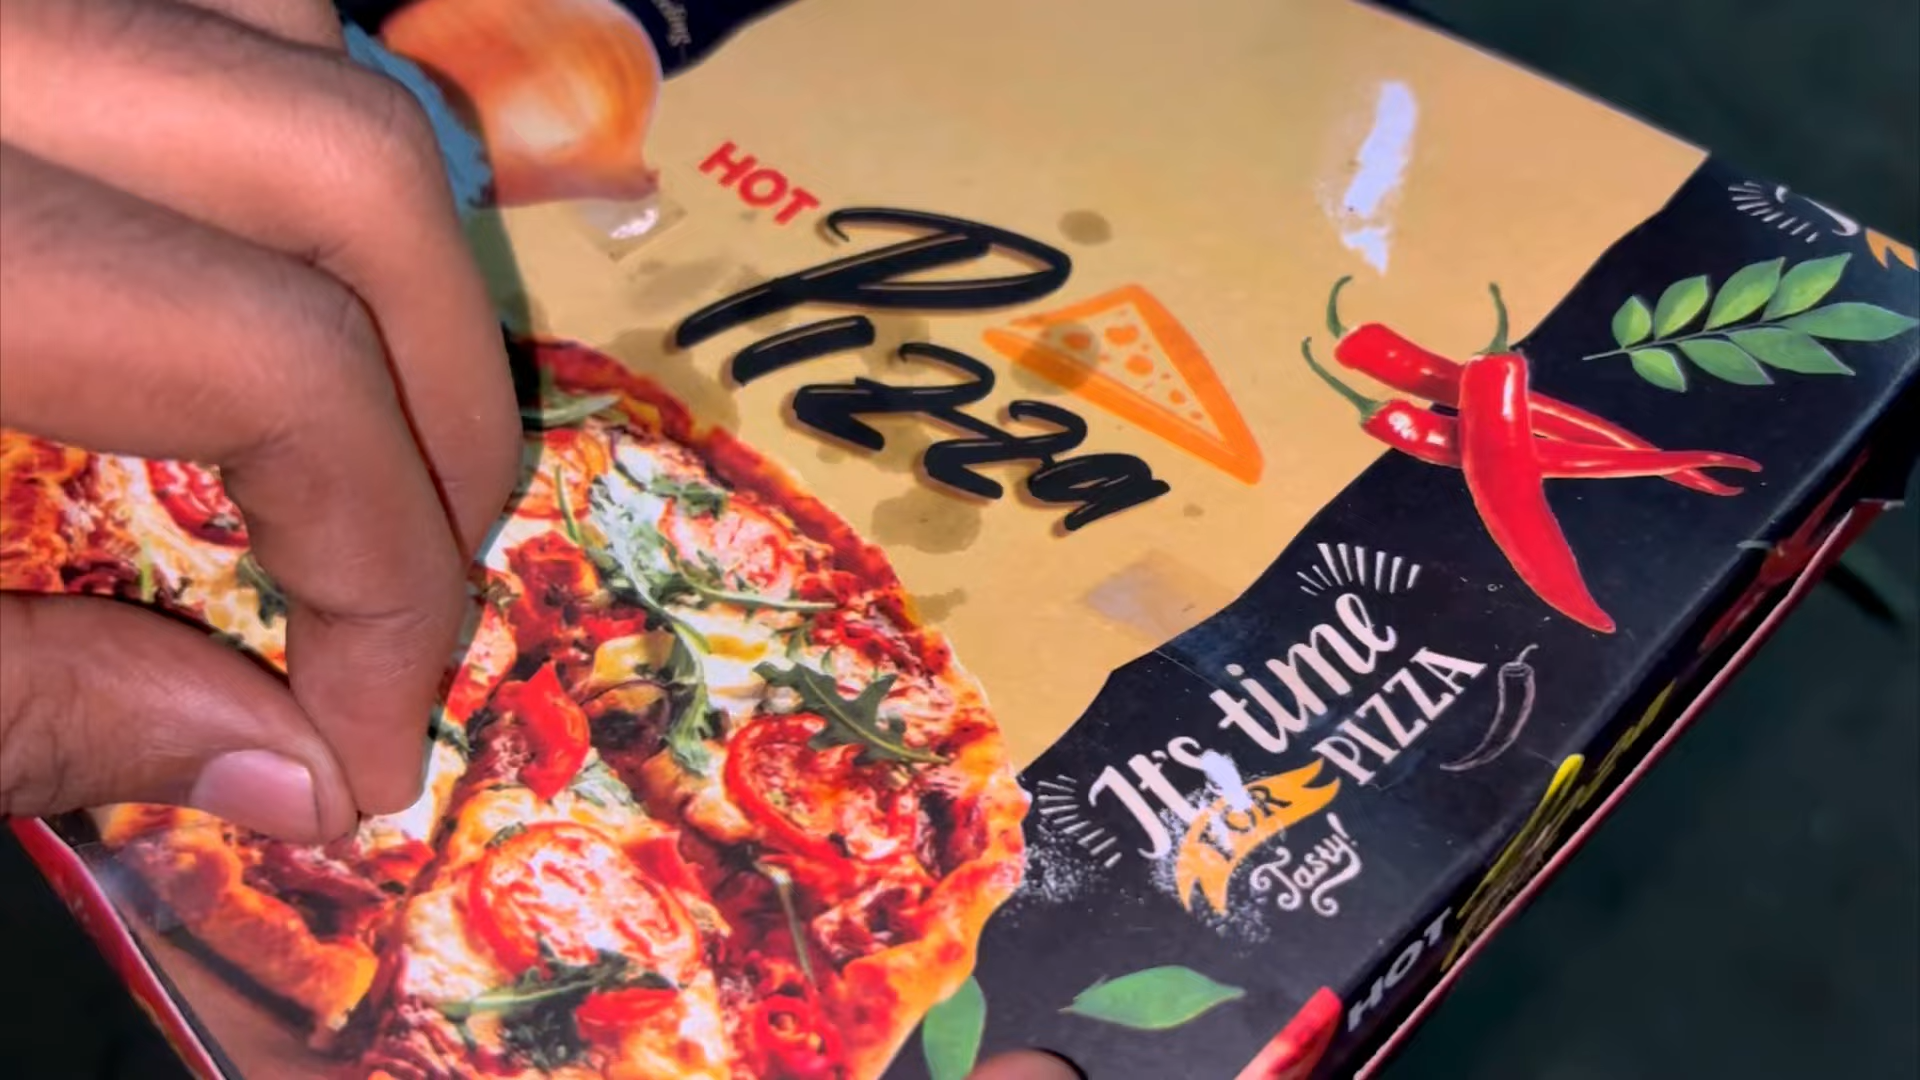 HOT
Pizza
It's time
FOR PIZZA
Tasty!
HOT